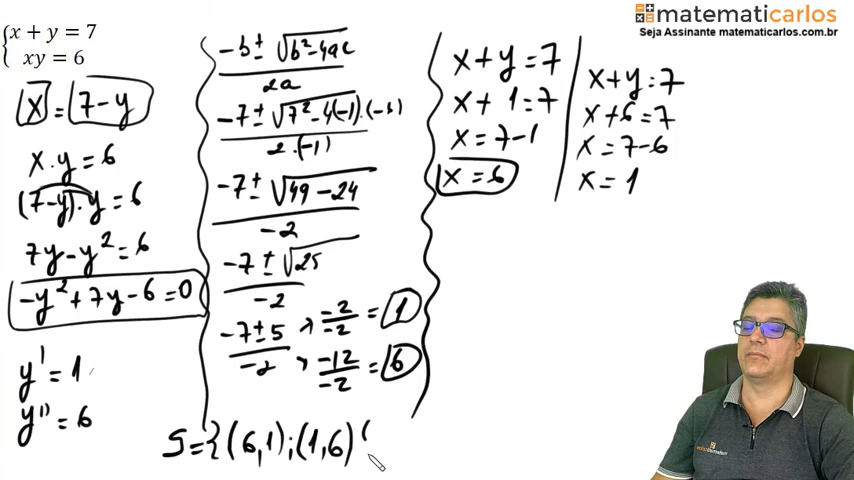 x + y = 7
xy = 6
x = 7-y
x.y = 6
(7-y).y = 6
7y-y² = 6
-y²+7y-6=0
y' = 1
y'' = 6
-b ± √b²-4ac
2a
-7 ± √7²-4(-1).(-6)
2.(-1)
-7 ± √49-24
-2
-7 ± √25
-2
-7±5
-2
-2
-2
= 1
-12
-2
= 6
x+y=7
x+1=7
x=7-1
x=6
x+y=7
x+6=7
x=7-6
x=1
S={(6,1);(1,6)
matematicarlos
Seja Assinante matematicarlos.com.br